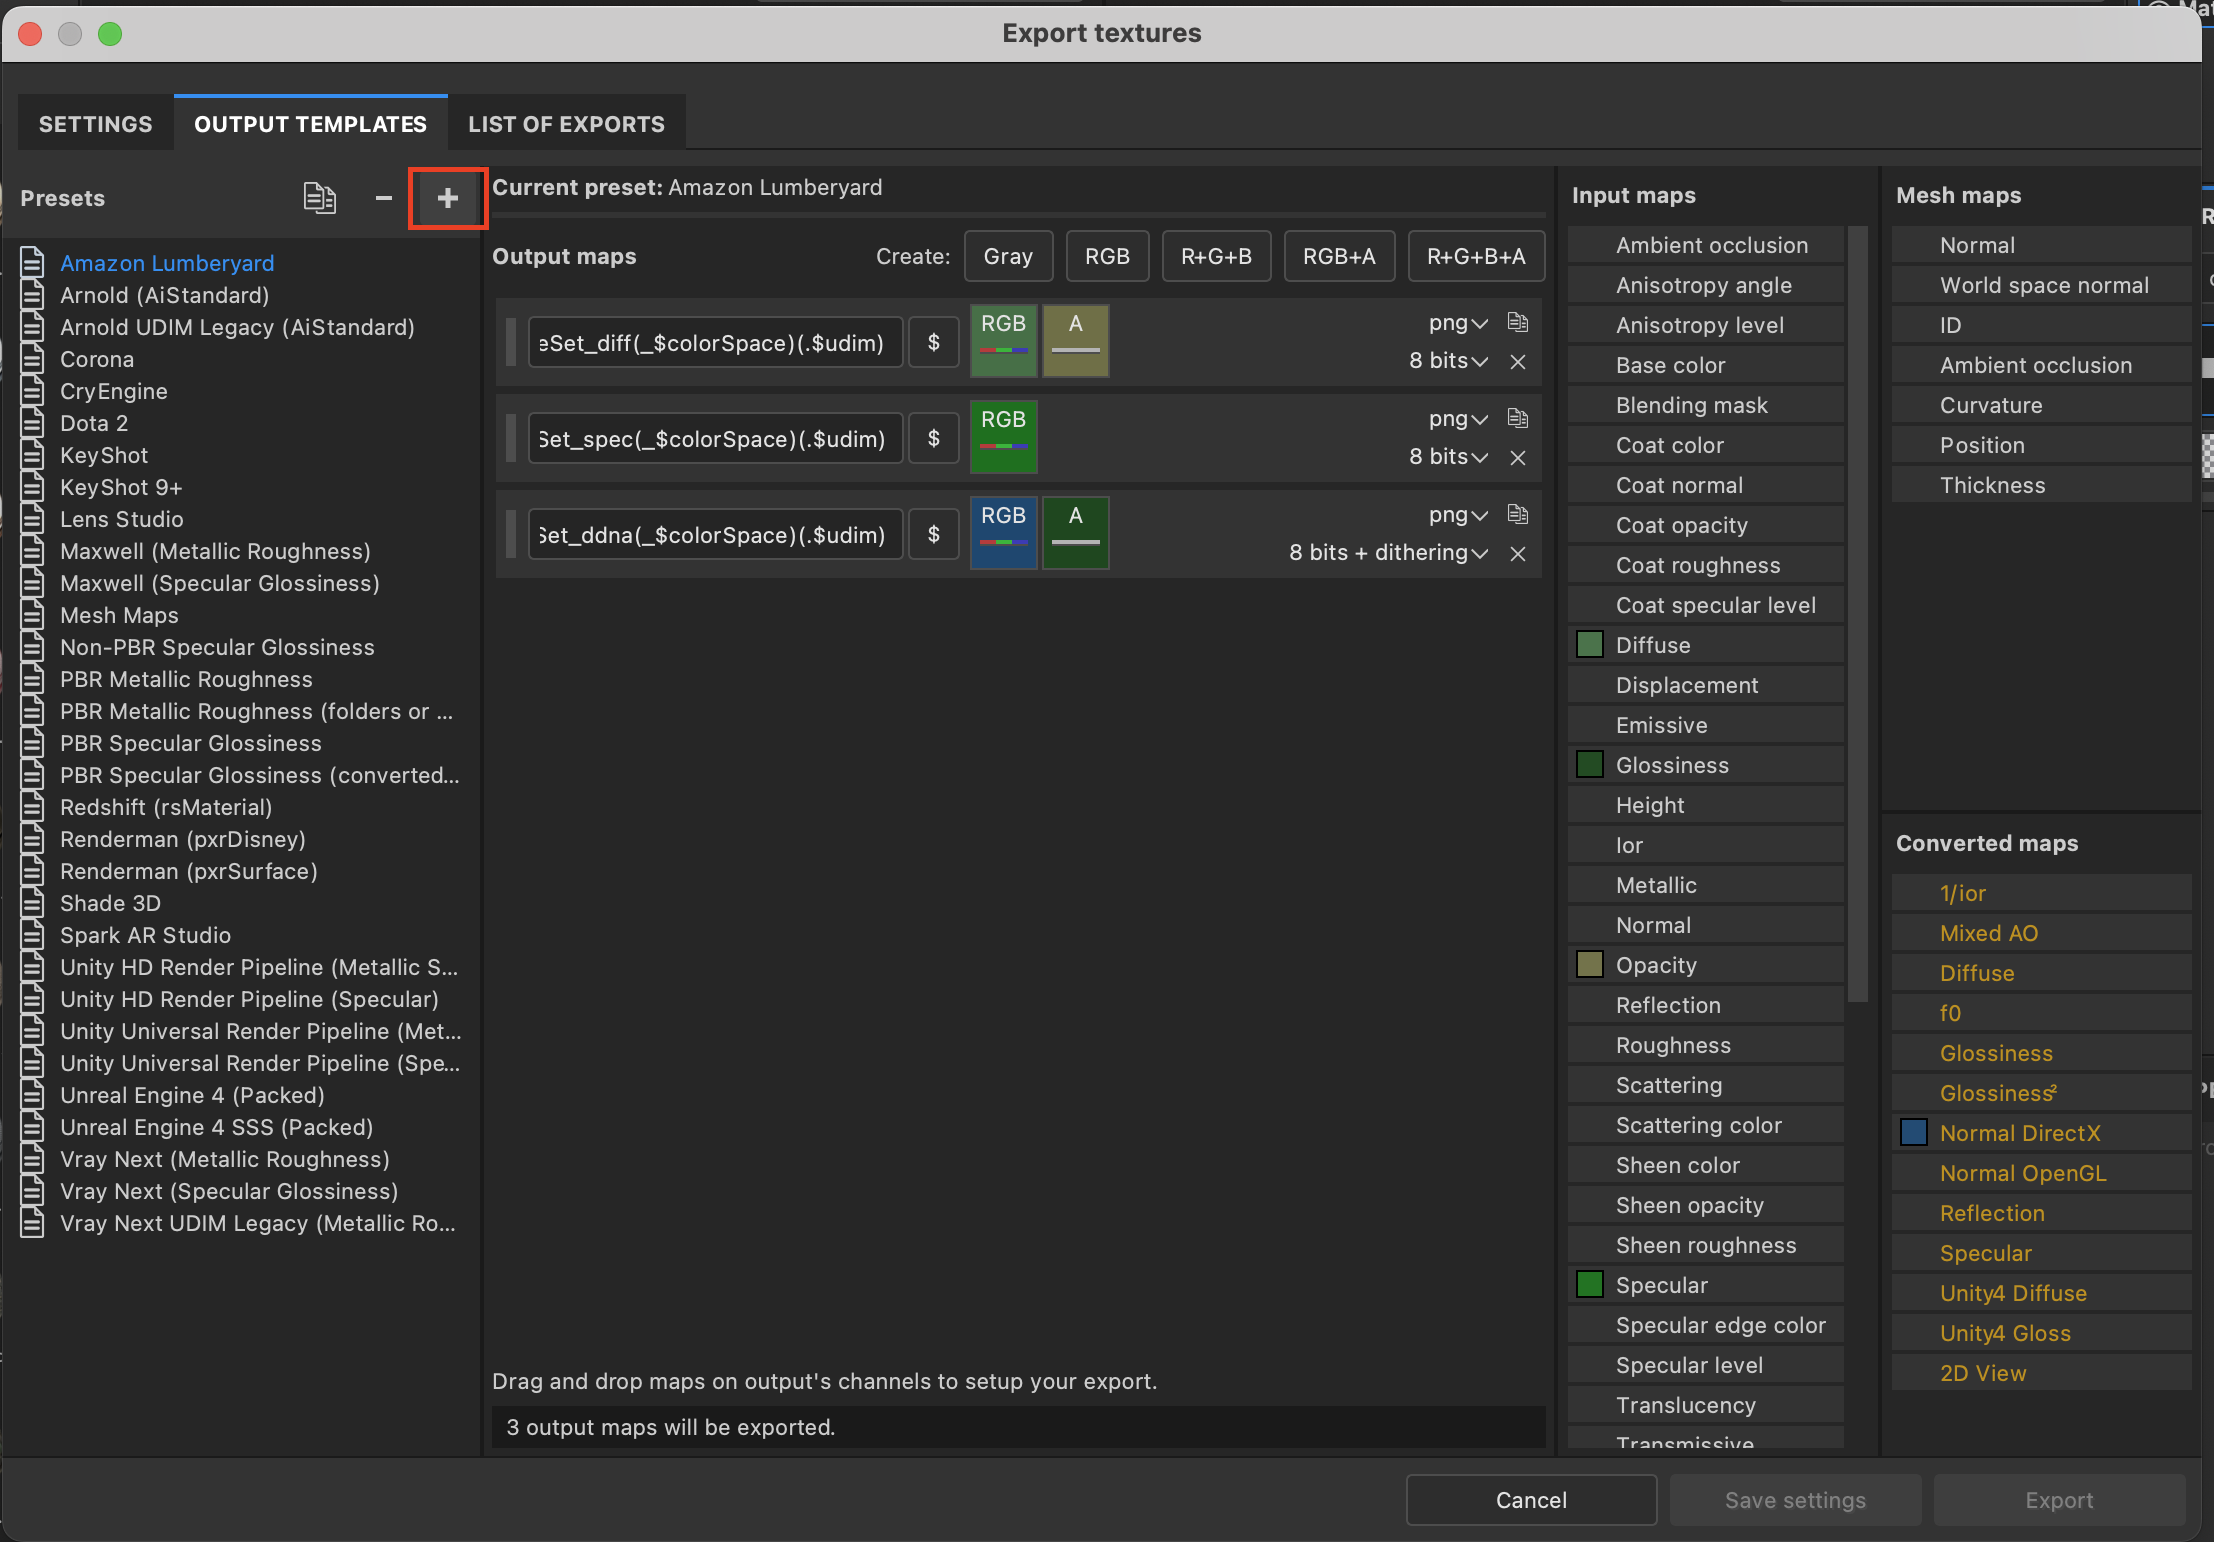 Export textures
SETTINGS
OUTPUT TEMPLATES
LIST OF EXPORTS
Presets
Amazon Lumberyard
Arnold (AiStandard)
Arnold UDIM Legacy (AiStandard)
Corona
CryEngine
Dota 2
KeyShot
KeyShot 9+
Lens Studio
Maxwell (Metallic Roughness)
Maxwell (Specular Glossiness)
Mesh Maps
Non-PBR Specular Glossiness
PBR Metallic Roughness
PBR Metallic Roughness (folders or ...
PBR Specular Glossiness
PBR Specular Glossiness (converted...
Redshift (rsMaterial)
Renderman (pxrDisney)
Renderman (pxrSurface)
Shade 3D
Spark AR Studio
Unity HD Render Pipeline (Metallic S...
Unity HD Render Pipeline (Specular)
Unity Universal Render Pipeline (Met...
Unity Universal Render Pipeline (Spe...
Unreal Engine 4 (Packed)
Unreal Engine 4 SSS (Packed)
Vray Next (Metallic Roughness)
Vray Next (Specular Glossiness)
Vray Next UDIM Legacy (Metallic Ro...
Current preset: Amazon Lumberyard
Output maps
Create: Gray RGB R+G+B RGB+A R+G+B+A
eSet_diff(_$colorSpace)(.$udim) $ RGB A png
8 bits
Set_spec(_$colorSpace)(.$udim) $ RGB png
8 bits
Set_ddna(_$colorSpace)(.$udim) $ RGB A png
8 bits + dithering
Drag and drop maps on output's channels to setup your export.
3 output maps will be exported.
Input maps
Ambient occlusion
Anisotropy angle
Anisotropy level
Base color
Blending mask
Coat color
Coat normal
Coat opacity
Coat roughness
Coat specular level
Diffuse
Displacement
Emissive
Glossiness
Height
Ior
Metallic
Normal
Opacity
Reflection
Roughness
Scattering
Scattering color
Sheen color
Sheen opacity
Sheen roughness
Specular
Specular edge color
Specular level
Translucency
Transmissive
Mesh maps
Normal
World space normal
ID
Ambient occlusion
Curvature
Position
Thickness
Converted maps
1/ior
Mixed AO
Diffuse
f0
Glossiness
Glossiness²
Normal DirectX
Normal OpenGL
Reflection
Specular
Unity4 Diffuse
Unity4 Gloss
2D View
Cancel
Save settings
Export